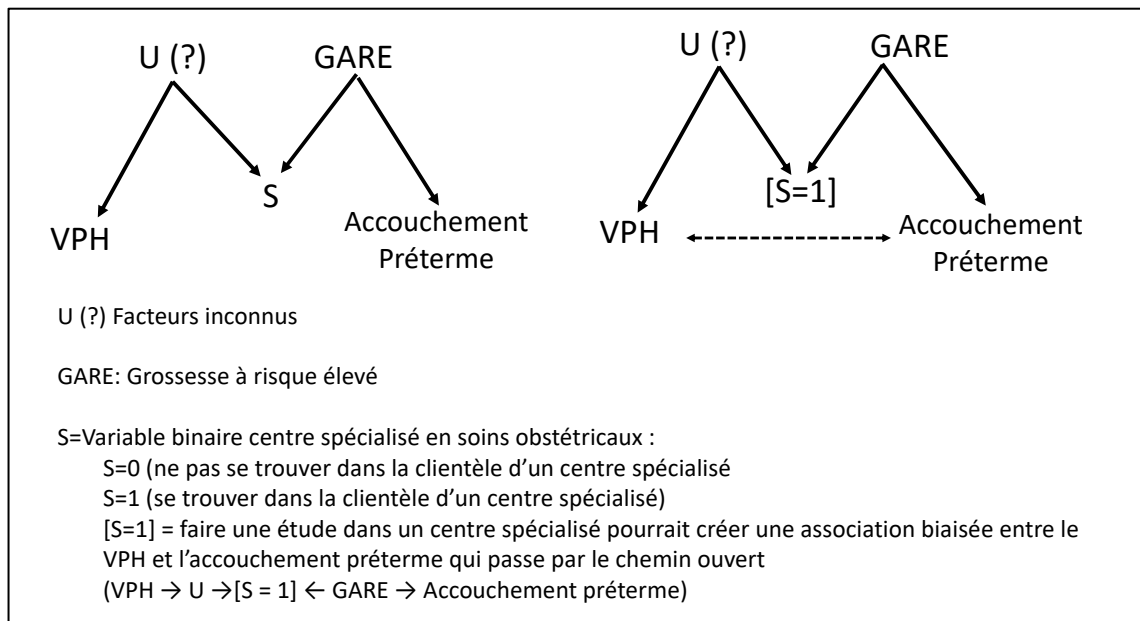 U (?)
GARE
S
VPH
Accouchement
Préterme
U (?)
GARE
[S=1]
VPH
Accouchement
Préterme
U (?) Facteurs inconnus
GARE: Grossesse à risque élevé
S=Variable binaire centre spécialisé en soins obstétricaux :
S=0 (ne pas se trouver dans la clientèle d’un centre spécialisé
S=1 (se trouver dans la clientèle d’un centre spécialisé)
[S=1] = faire une étude dans un centre spécialisé pourrait créer une association biaisée entre le
VPH et l’accouchement préterme qui passe par le chemin ouvert
(VPH → U →[S = 1] ← GARE → Accouchement préterme)